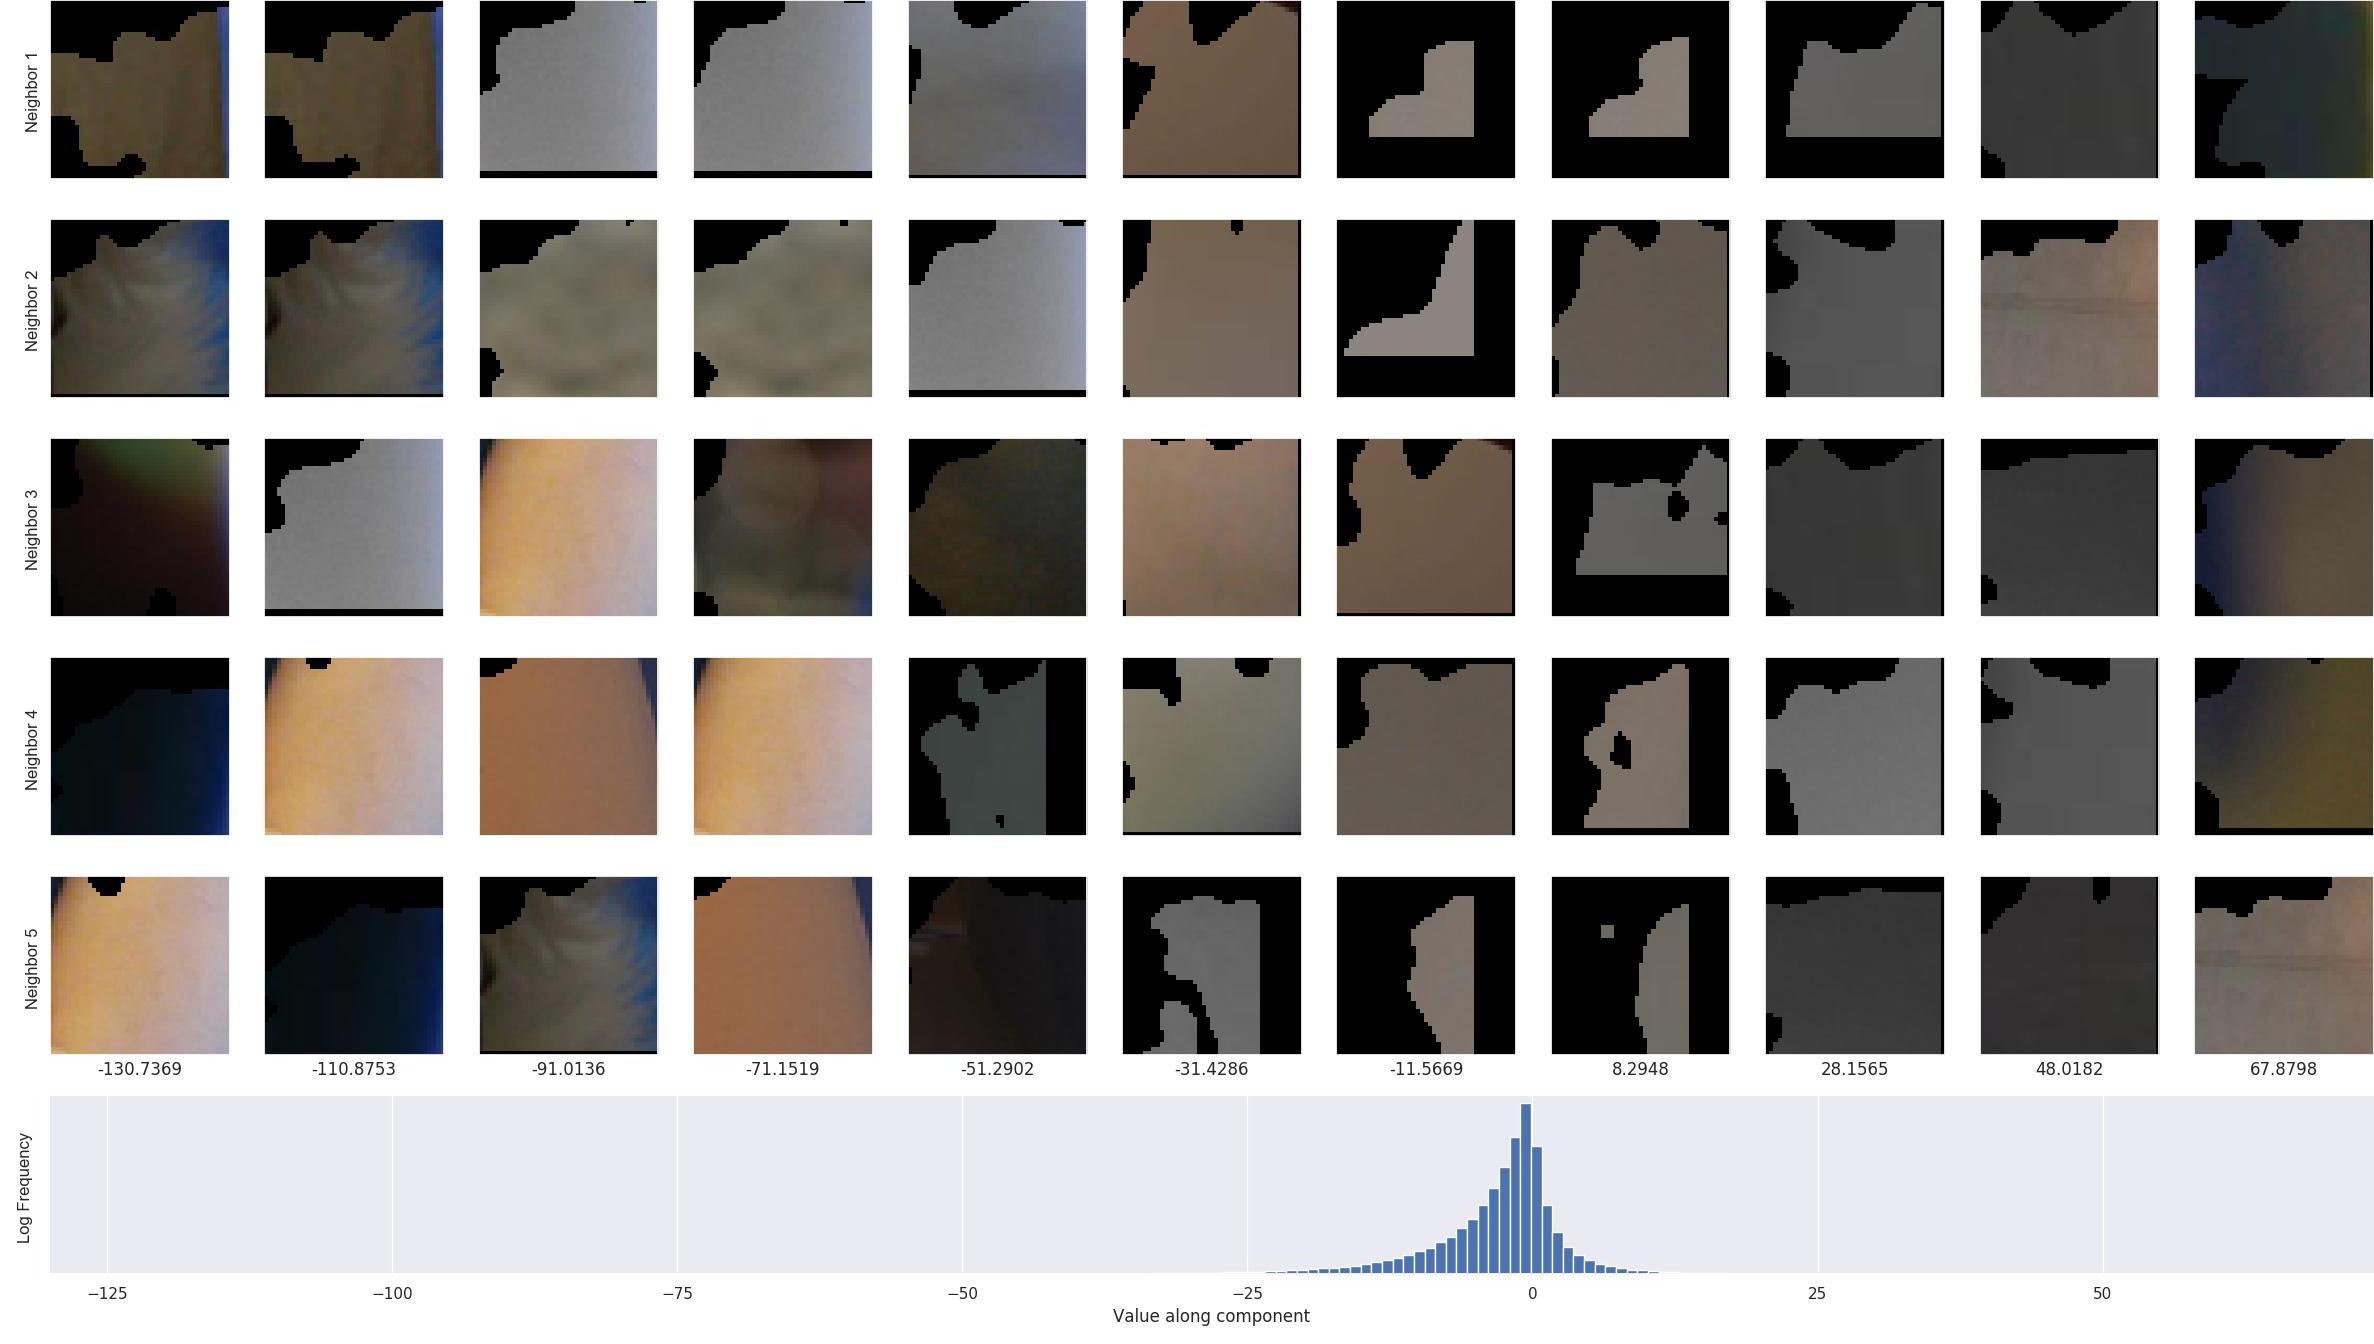 Neighbor 1
Neighbor 2
Neighbor 3
Neighbor 4
Neighbor 5
-130.7369 -110.8753 -91.0136 -71.1519 -51.2902 -31.4286 -11.5669 8.2948 28.1565 48.0182 67.8798
Log Frequency
−125 −100 −75 −50 −25 0 25 50
Value along component